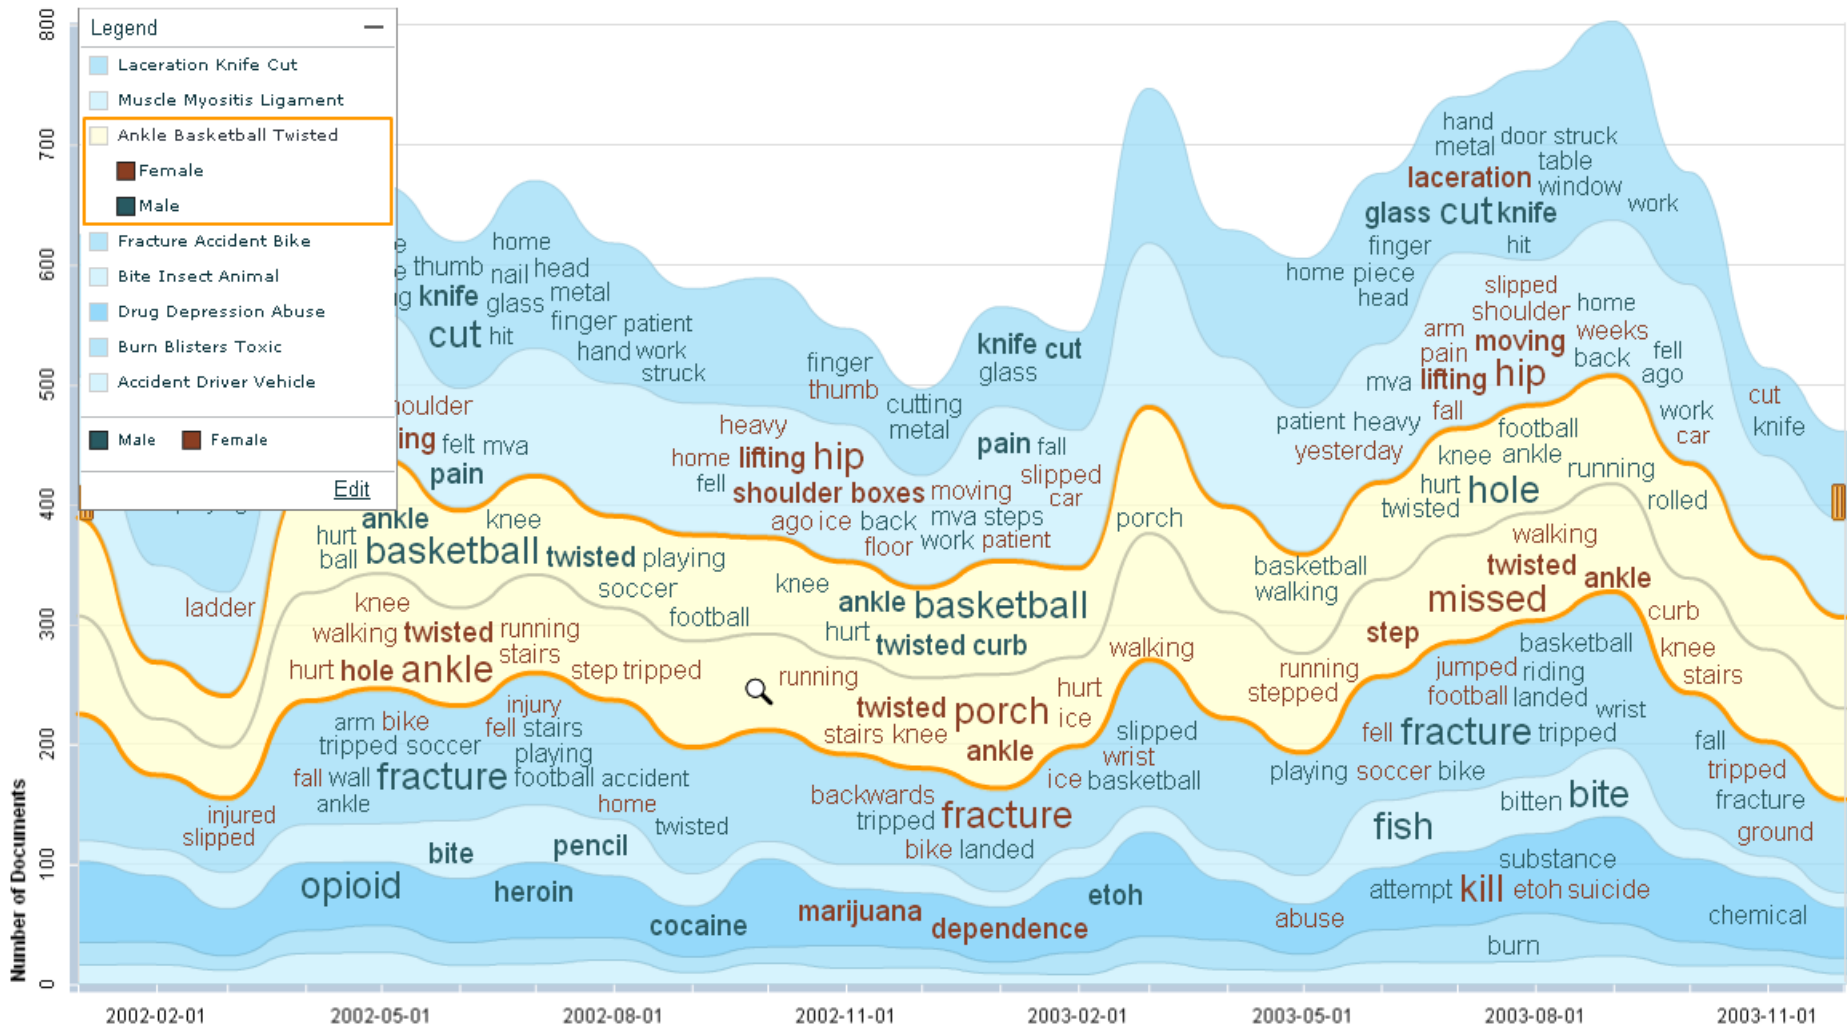 800
700
600
500
400
300
200
100
0
Number of Documents
Legend
Laceration Knife Cut
Muscle Myositis Ligament
Ankle Basketball Twisted
Female
Male
Fracture Accident Bike
Bite Insect Animal
Drug Depression Abuse
Burn Blisters Toxic
Accident Driver Vehicle
Male Female
Edit
home
thumb nail head
knife glass metal
cut hit finger patient
hand work
struck
felt mva
pain
finger
thumb
cutting
metal
knife cut
glass
hand
metal door struck
table
laceration window
glass cut knife work
finger hit
home piece
head
heavy
home lifting hip
fell shoulder boxes moving
ago ice back mva steps
floor work patient
pain fall
slipped
car
slipped
shoulder home
arm moving weeks
pain back fell
mva lifting hip ago
fall
patient heavy work
yesterday car
cut
knife
ladder
ankle knee
hurt
ball basketball twisted playing
soccer
football
knee
walking twisted running
stairs
hurt hole ankle step tripped
knee
ankle basketball
hurt twisted curb
running
twisted porch hurt
stairs knee ice
ankle
porch
walking
basketball
walking
running
stepped
football
knee ankle
hurt hole running
twisted rolled
walking
twisted ankle
missed curb
step knee
stairs
injured
slipped
arm bike injury
fell stairs
tripped soccer playing
fall wall fracture football accident
ankle home
twisted
backwards
tripped fracture
bike landed
slipped
wrist
ice basketball
playing soccer bike
basketball
jumped riding
football landed wrist
fell fracture tripped
fall
tripped
fracture
ground
bite pencil
fish bitten bite
opioid heroin
cocaine
marijuana
dependence
etoh
abuse
substance
attempt kill etoh suicide
chemical
burn
2002-02-01 2002-05-01 2002-08-01 2002-11-01 2003-02-01 2003-05-01 2003-08-01 2003-11-01